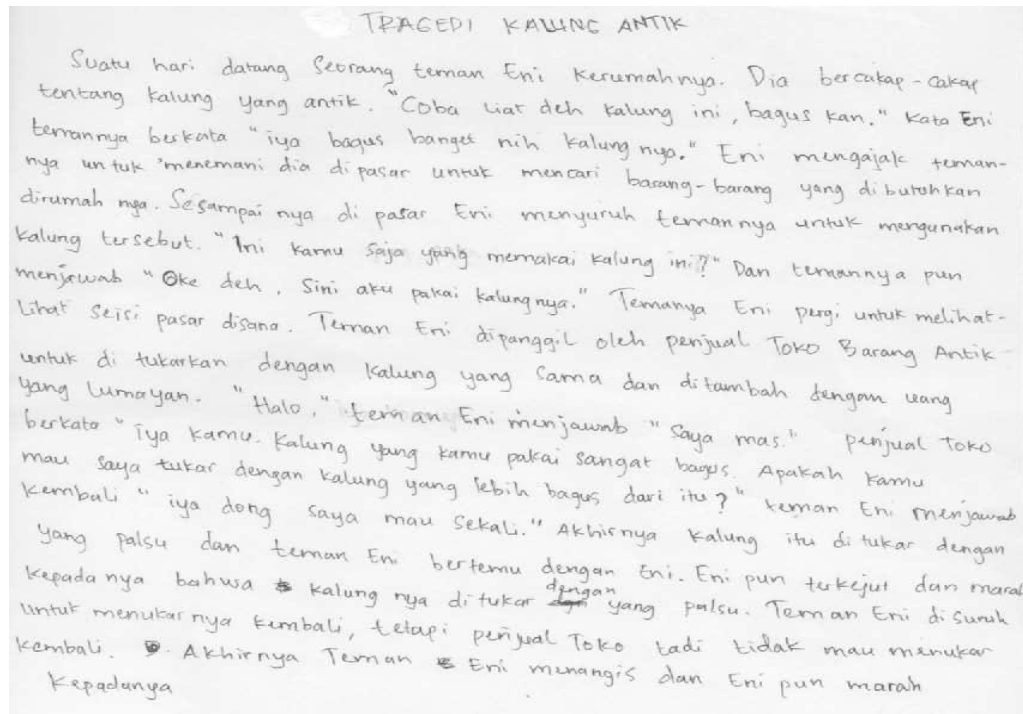 TRAGEDI KALUNG ANTIK
Suatu hari datang Seorang teman Eni kerumahnya. Dia bercakap-cakap
tentang kalung yang antik. "Coba Liat deh kalung ini, bagus kan." Kata Eni
temannya berkata "iya bagus banget nih kalung nya." Eni mengajak teman-
nya untuk 'menemani dia di pasar untuk mencari barang-barang yang dibutuhkan
dirumah nya. Sesampai nya di pasar Eni menyuruh temannya untuk mengunakan
kalung tersebut. "Ini kamu saja yang memakai kalung ini?" Dan temannya pun
menjawab "Oke deh. Sini aku pakai kalungnya." Temanya Eni pergi untuk melihat-
Lihat seisi pasar disana. Teman Eni dipanggil oleh penjual Toko Barang Antik
untuk di tukarkan dengan kalung yang sama dan ditambah dengan uang
yang lumayan. "Halo," teman Eni menjawab "Saya mas." penjual Toko
berkata "iya kamu. Kalung yang kamu pakai sangat bagus. Apakah kamu
mau saya tukar dengan kalung yang lebih bagus dari itu?" teman Eni menjawab
kembali "iya dong saya mau sekali." Akhirnya kalung itu di tukar dengan
yang palsu dan teman Eni bertemu dengan Eni. Eni pun terkejut dan marah
kepada nya bahwa kalung nya ditukar dengan yang palsu. Teman Eni disuruh
untuk menukar nya kembali, tetapi penjual Toko tadi tidak mau menukar
kembali. Akhirnya Teman Eni menangis dan Eni pun marah
kepadanya